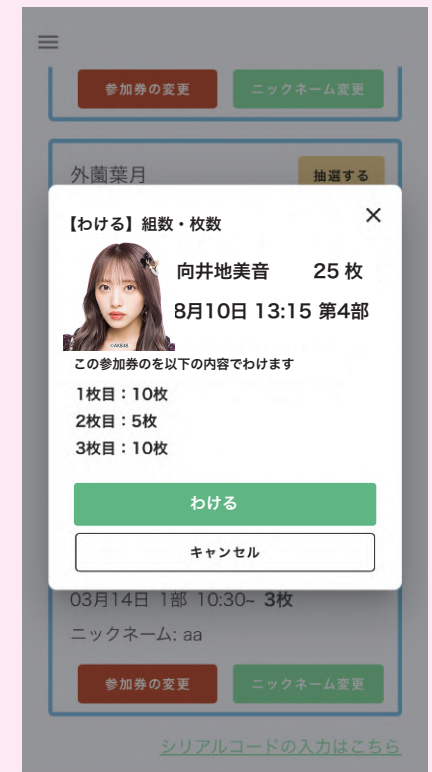 参加券の変更
ニックネーム変更
外薗葉月
抽選する
【わける】組数・枚数
×
向井地美音 25 枚
8月10日 13:15 第4部
©AKB48
この参加券のを以下の内容でわけます
1枚目：10枚
2枚目：5枚
3枚目：10枚
わける
キャンセル
03月14日 1部 10:30~ 3枚
ニックネーム: aa
参加券の変更
ニックネーム変更
シリアルコードの入力はこちら